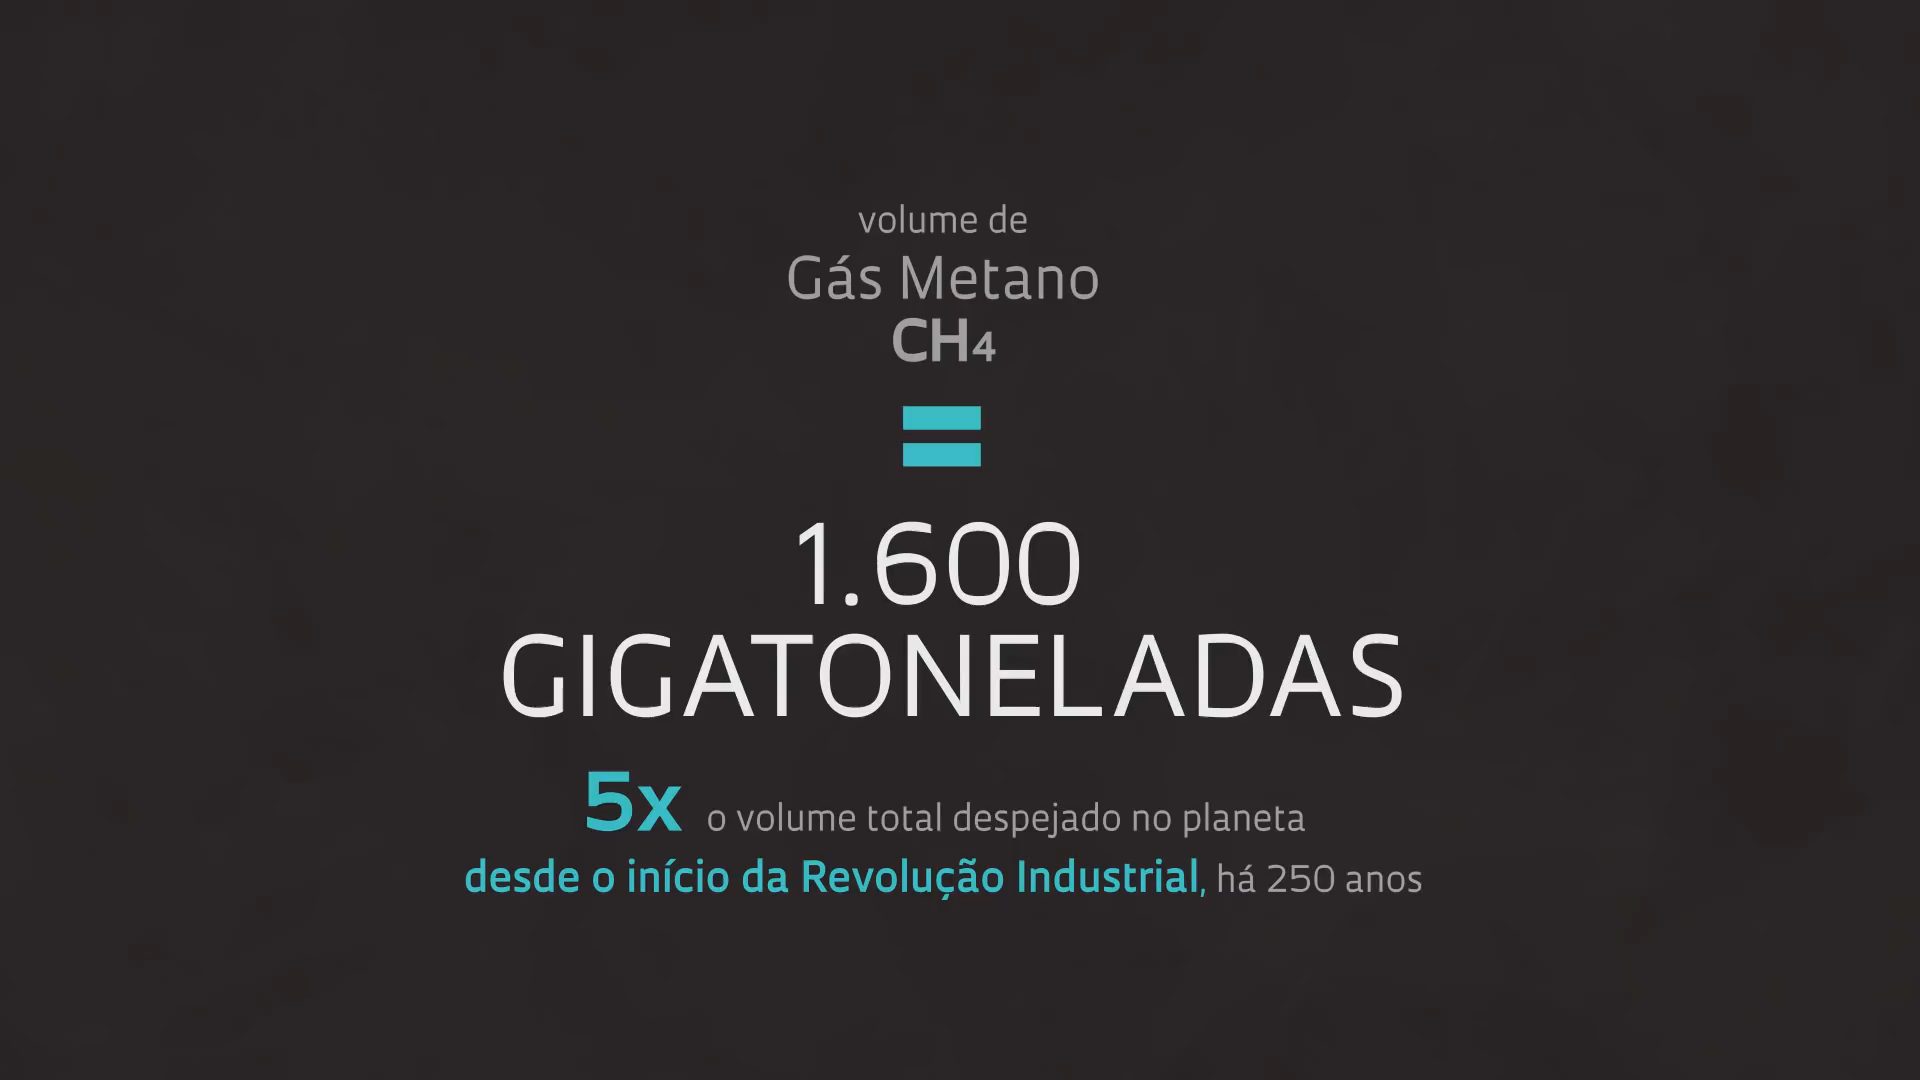 volume de
Gás Metano
CH4
=
1.600
GIGATONELADAS
5x o volume total despejado no planeta
desde o início da Revolução Industrial, há 250 anos